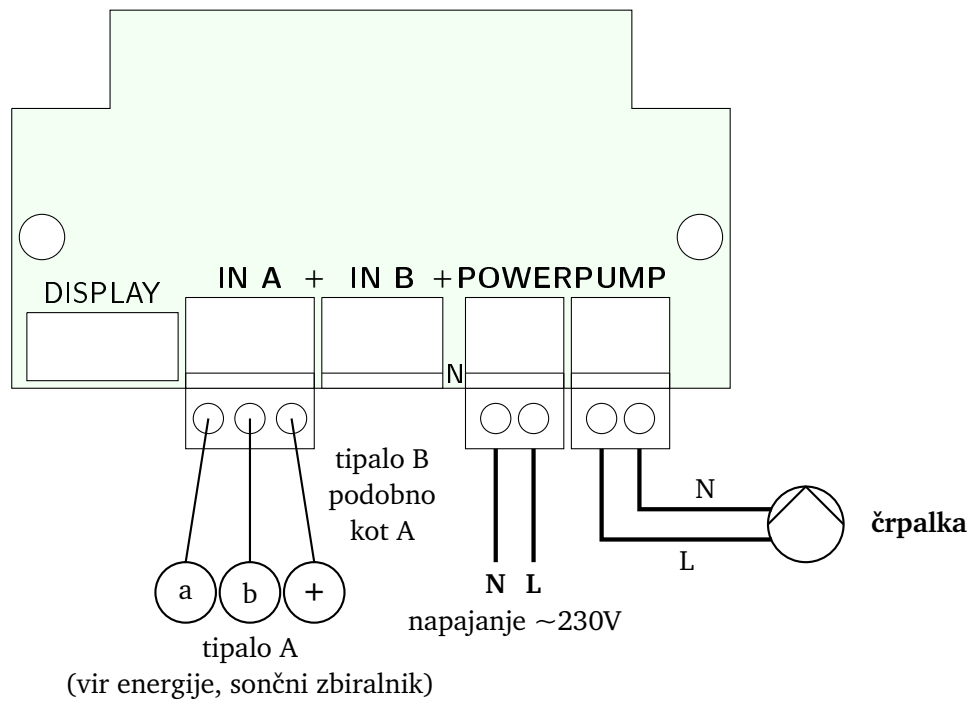 IN A + IN B + POWER PUMP
DISPLAY
N
tipalo B
podobno
kot A
N
črpalka
L
a b +
N L
napajanje ~230V
tipalo A
(vir energije, sončni zbiralnik)